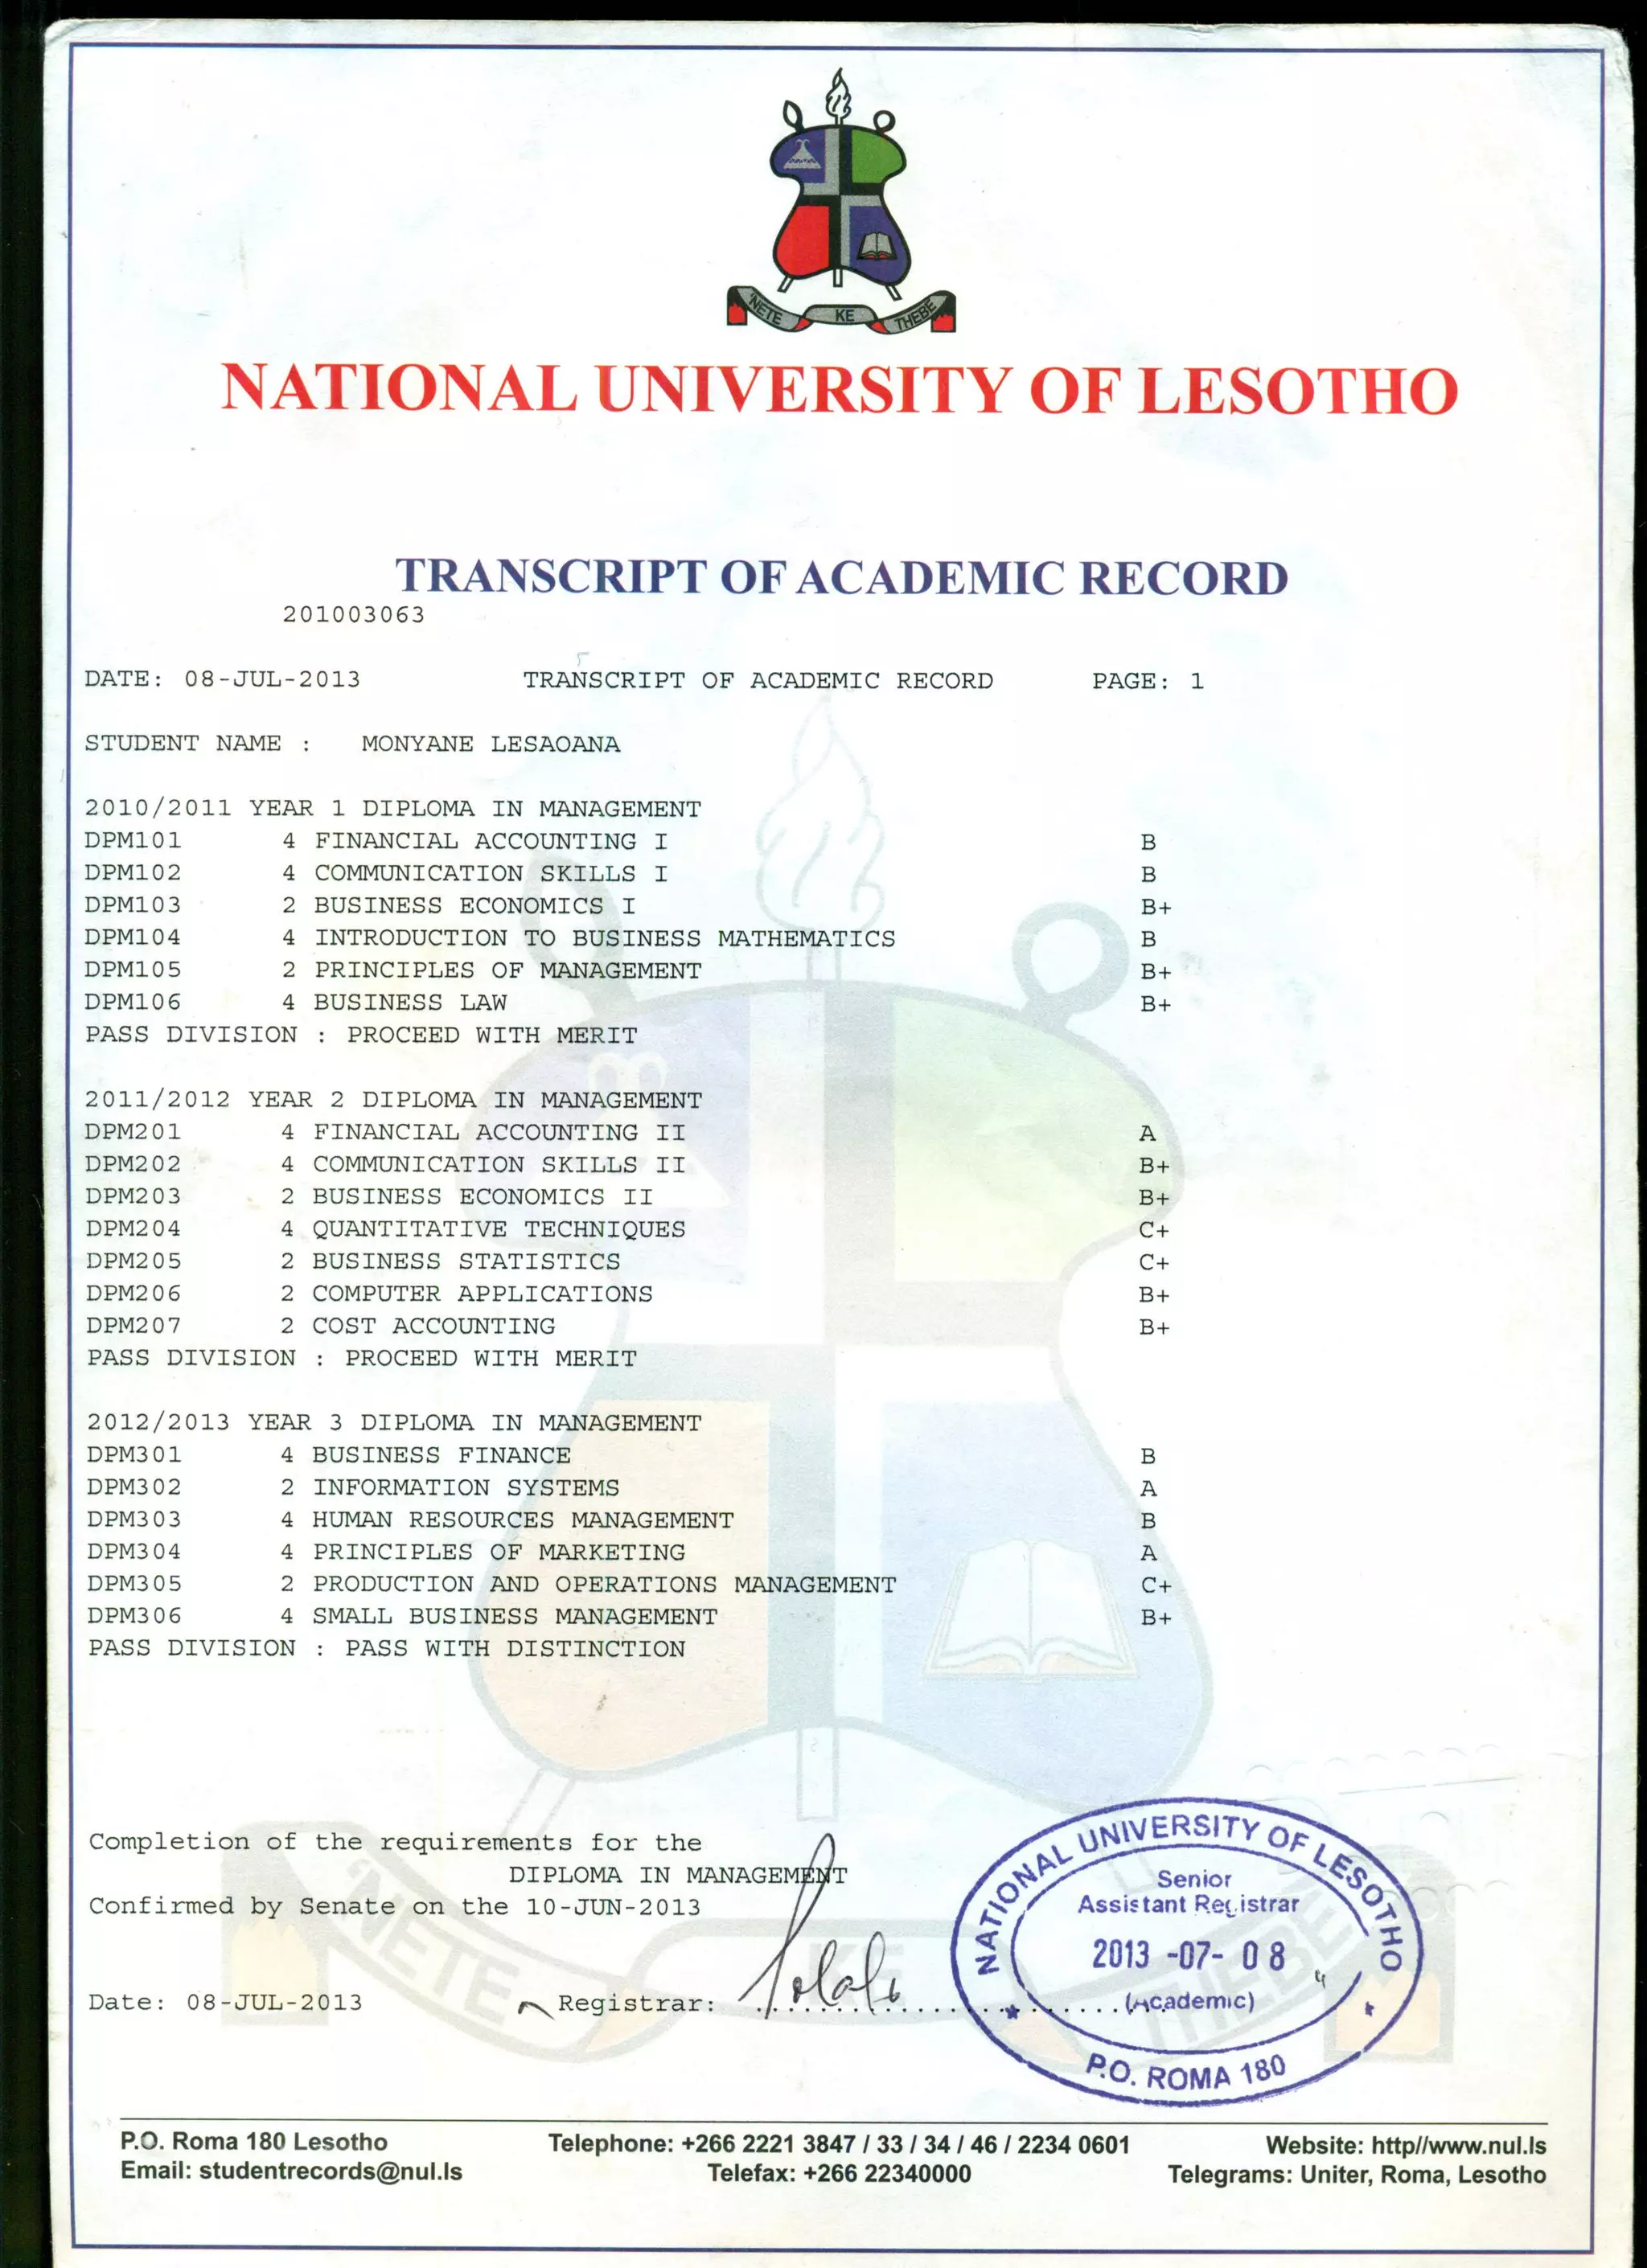 'NETE KE THEBE
NATIONAL UNIVERSITY OF LESOTHO
TRANSCRIPT OF ACADEMIC RECORD
201003063
DATE: 08-JUL-2013 TRANSCRIPT OF ACADEMIC RECORD PAGE: 1
STUDENT NAME : MONYANE LESAOANA
2010/2011 YEAR 1 DIPLOMA IN MANAGEMENT
DPM101 4 FINANCIAL ACCOUNTING I B
DPM102 4 COMMUNICATION SKILLS I B
DPM103 2 BUSINESS ECONOMICS I B+
DPM104 4 INTRODUCTION TO BUSINESS MATHEMATICS B
DPM105 2 PRINCIPLES OF MANAGEMENT B+
DPM106 4 BUSINESS LAW B+
PASS DIVISION : PROCEED WITH MERIT
2011/2012 YEAR 2 DIPLOMA IN MANAGEMENT
DPM201 4 FINANCIAL ACCOUNTING II A
DPM202 4 COMMUNICATION SKILLS II B+
DPM203 2 BUSINESS ECONOMICS II B+
DPM204 4 QUANTITATIVE TECHNIQUES C+
DPM205 2 BUSINESS STATISTICS C+
DPM206 2 COMPUTER APPLICATIONS B+
DPM207 2 COST ACCOUNTING B+
PASS DIVISION : PROCEED WITH MERIT
2012/2013 YEAR 3 DIPLOMA IN MANAGEMENT
DPM301 4 BUSINESS FINANCE B
DPM302 2 INFORMATION SYSTEMS A
DPM303 4 HUMAN RESOURCES MANAGEMENT B
DPM304 4 PRINCIPLES OF MARKETING A
DPM305 2 PRODUCTION AND OPERATIONS MANAGEMENT C+
DPM306 4 SMALL BUSINESS MANAGEMENT B+
PASS DIVISION : PASS WITH DISTINCTION
Completion of the requirements for the
DIPLOMA IN MANAGEMENT
Confirmed by Senate on the 10-JUN-2013
Date: 08-JUL-2013 Registrar:
NATIONAL UNIVERSITY OF LESOTHO
Senior
Assistant Registrar
2013 -07- 08
(Academic)
P.O. ROMA 180
'NETE KE THEBE
P.O. Roma 180 Lesotho Telephone: +266 2221 3847 / 33 / 34 / 46 / 2234 0601 Website: http//www.nul.ls
Email: studentrecords@nul.ls Telefax: +266 22340000 Telegrams: Uniter, Roma, Lesotho